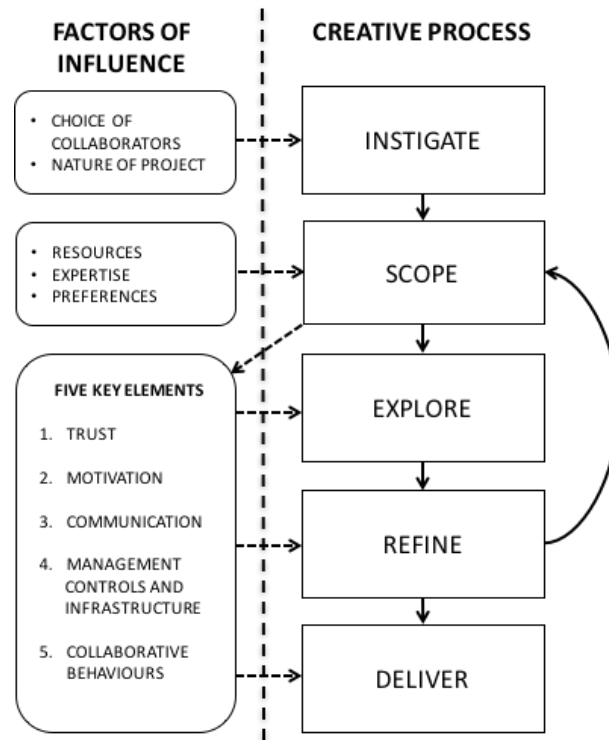 FACTORS OF
INFLUENCE
CREATIVE PROCESS
• CHOICE OF
COLLABORATORS
• NATURE OF PROJECT
INSTIGATE
• RESOURCES
• EXPERTISE
• PREFERENCES
SCOPE
FIVE KEY ELEMENTS
1. TRUST
2. MOTIVATION
3. COMMUNICATION
4. MANAGEMENT
CONTROLS AND
INFRASTRUCTURE
5. COLLABORATIVE
BEHAVIOURS
EXPLORE
REFINE
DELIVER